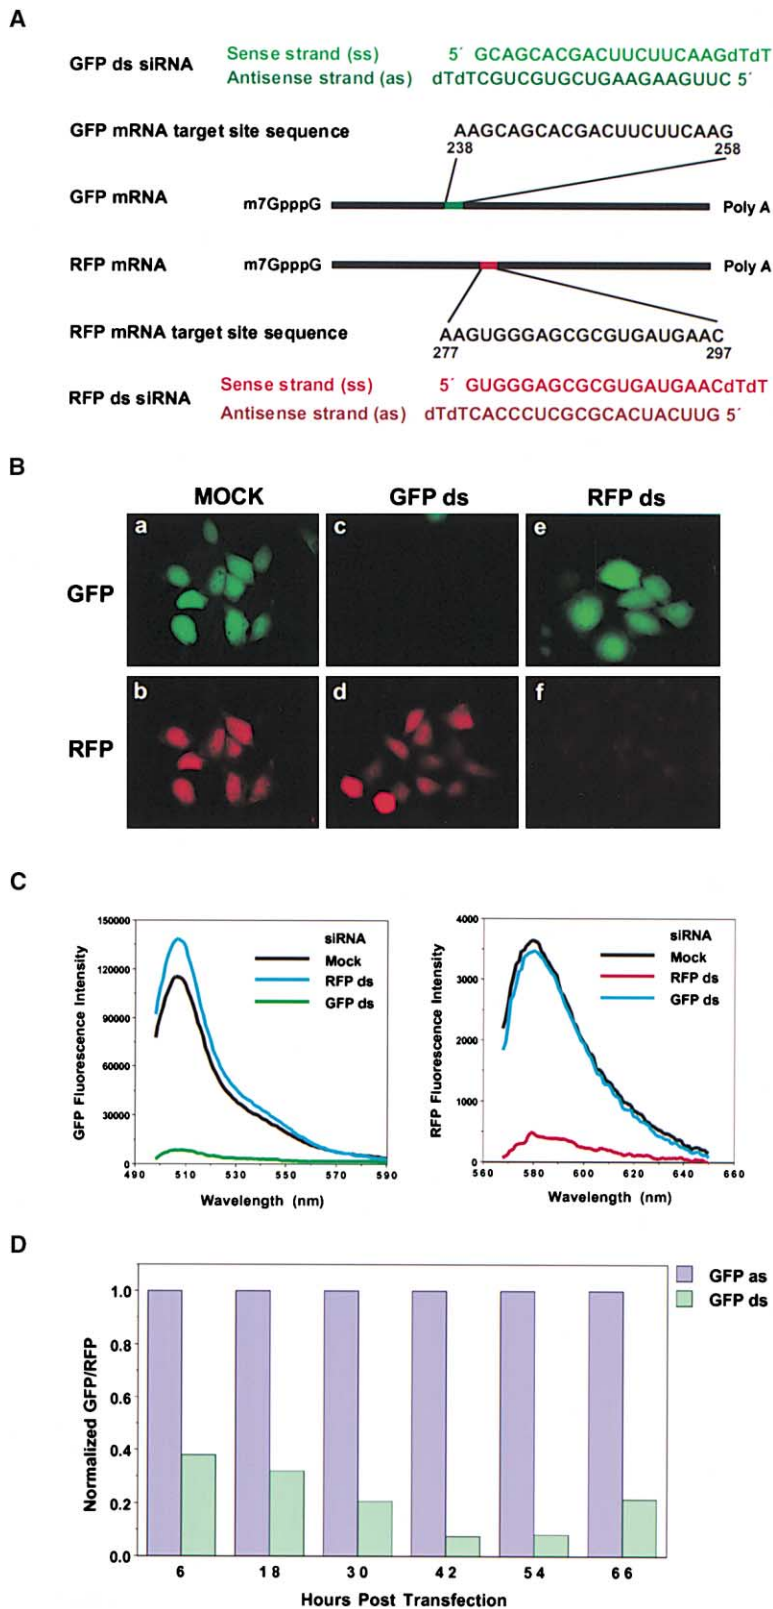 A
GFP ds siRNA
Sense strand (ss) 5´ GCAGCACGACUUCUUCAAGdTdT
Antisense strand (as) dTdTCGUCGUGCUGAAGAAGUUC 5´
GFP mRNA target site sequence AAGCAGCACGACUUCUUCAAG
238 258
GFP mRNA m7GpppG Poly A
RFP mRNA m7GpppG Poly A
RFP mRNA target site sequence AAGUGGGAGCGCGUGAUGAAC
277 297
RFP ds siRNA
Sense strand (ss) 5´ GUGGGAGCGCGUGAUGAACdTdT
Antisense strand (as) dTdTCACCCUCGCGCACUACUUG 5´
B
MOCK GFP ds RFP ds
GFP a c e
RFP b d f
C
GFP Fluorescence Intensity
150000
120000
90000
60000
30000
0
490 510 530 550 570 590
Wavelength (nm)
siRNA
Mock
RFP ds
GFP ds
RFP Fluorescence Intensity
4000
3000
2000
1000
0
560 580 600 620 640 660
Wavelength (nm)
siRNA
Mock
RFP ds
GFP ds
D
Normalized GFP/RFP
1.0
0.8
0.6
0.4
0.2
0.0
6 18 30 42 54 66
Hours Post Transfection
GFP as
GFP ds